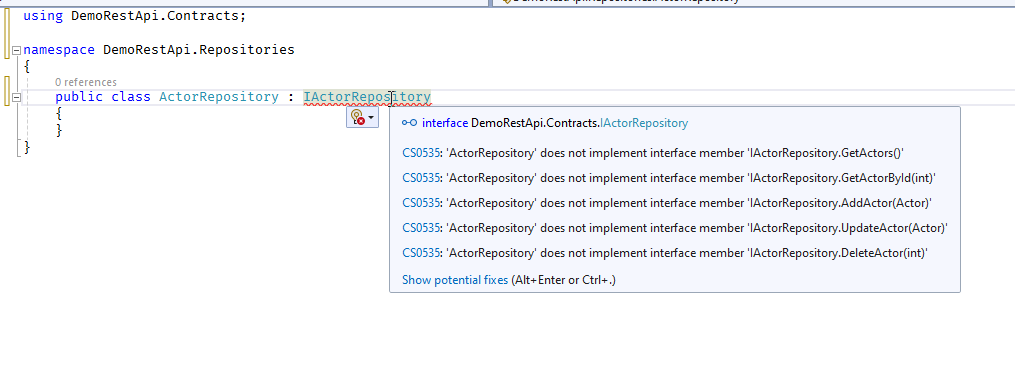 using DemoRestApi.Contracts;
namespace DemoRestApi.Repositories
{
0 references
public class ActorRepository : IActorRepository
{
}
}
interface DemoRestApi.Contracts.IActorRepository
CS0535: 'ActorRepository' does not implement interface member 'IActorRepository.GetActors()'
CS0535: 'ActorRepository' does not implement interface member 'IActorRepository.GetActorById(int)'
CS0535: 'ActorRepository' does not implement interface member 'IActorRepository.AddActor(Actor)'
CS0535: 'ActorRepository' does not implement interface member 'IActorRepository.UpdateActor(Actor)'
CS0535: 'ActorRepository' does not implement interface member 'IActorRepository.DeleteActor(int)'
Show potential fixes (Alt+Enter or Ctrl+.)